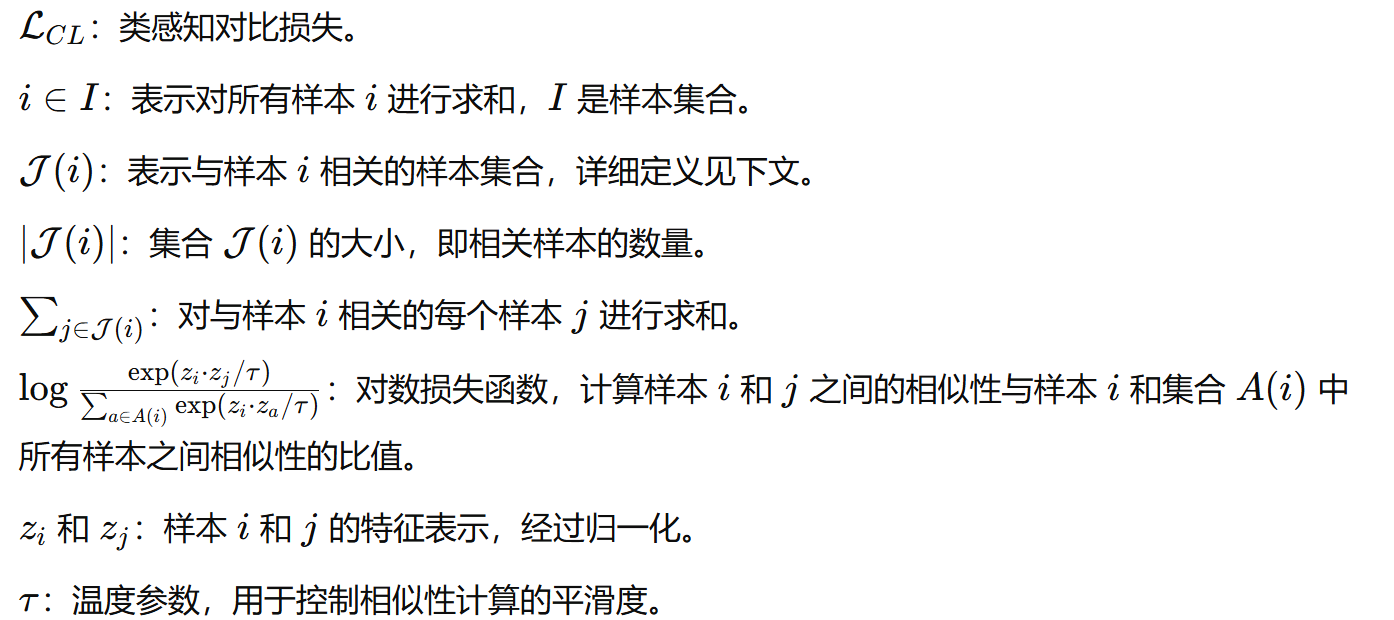 $\mathcal{L}_{CL}$：类感知对比损失。
$i \in I$：表示对所有样本 $i$ 进行求和，$I$ 是样本集合。
$\mathcal{J}(i)$：表示与样本 $i$ 相关的样本集合，详细定义见下文。
$|\mathcal{J}(i)|$：集合 $\mathcal{J}(i)$ 的大小，即相关样本的数量。
$\sum_{j \in \mathcal{J}(i)}$：对与样本 $i$ 相关的每个样本 $j$ 进行求和。
$\log \frac{\exp(z_i \cdot z_j / \tau)}{\sum_{a \in A(i)} \exp(z_i \cdot z_a / \tau)}$：对数损失函数，计算样本 $i$ 和 $j$ 之间的相似性与样本 $i$ 和集合 $A(i)$ 中
所有样本之间相似性的比值。
$z_i$ 和 $z_j$：样本 $i$ 和 $j$ 的特征表示，经过归一化。
$\tau$：温度参数，用于控制相似性计算的平滑度。